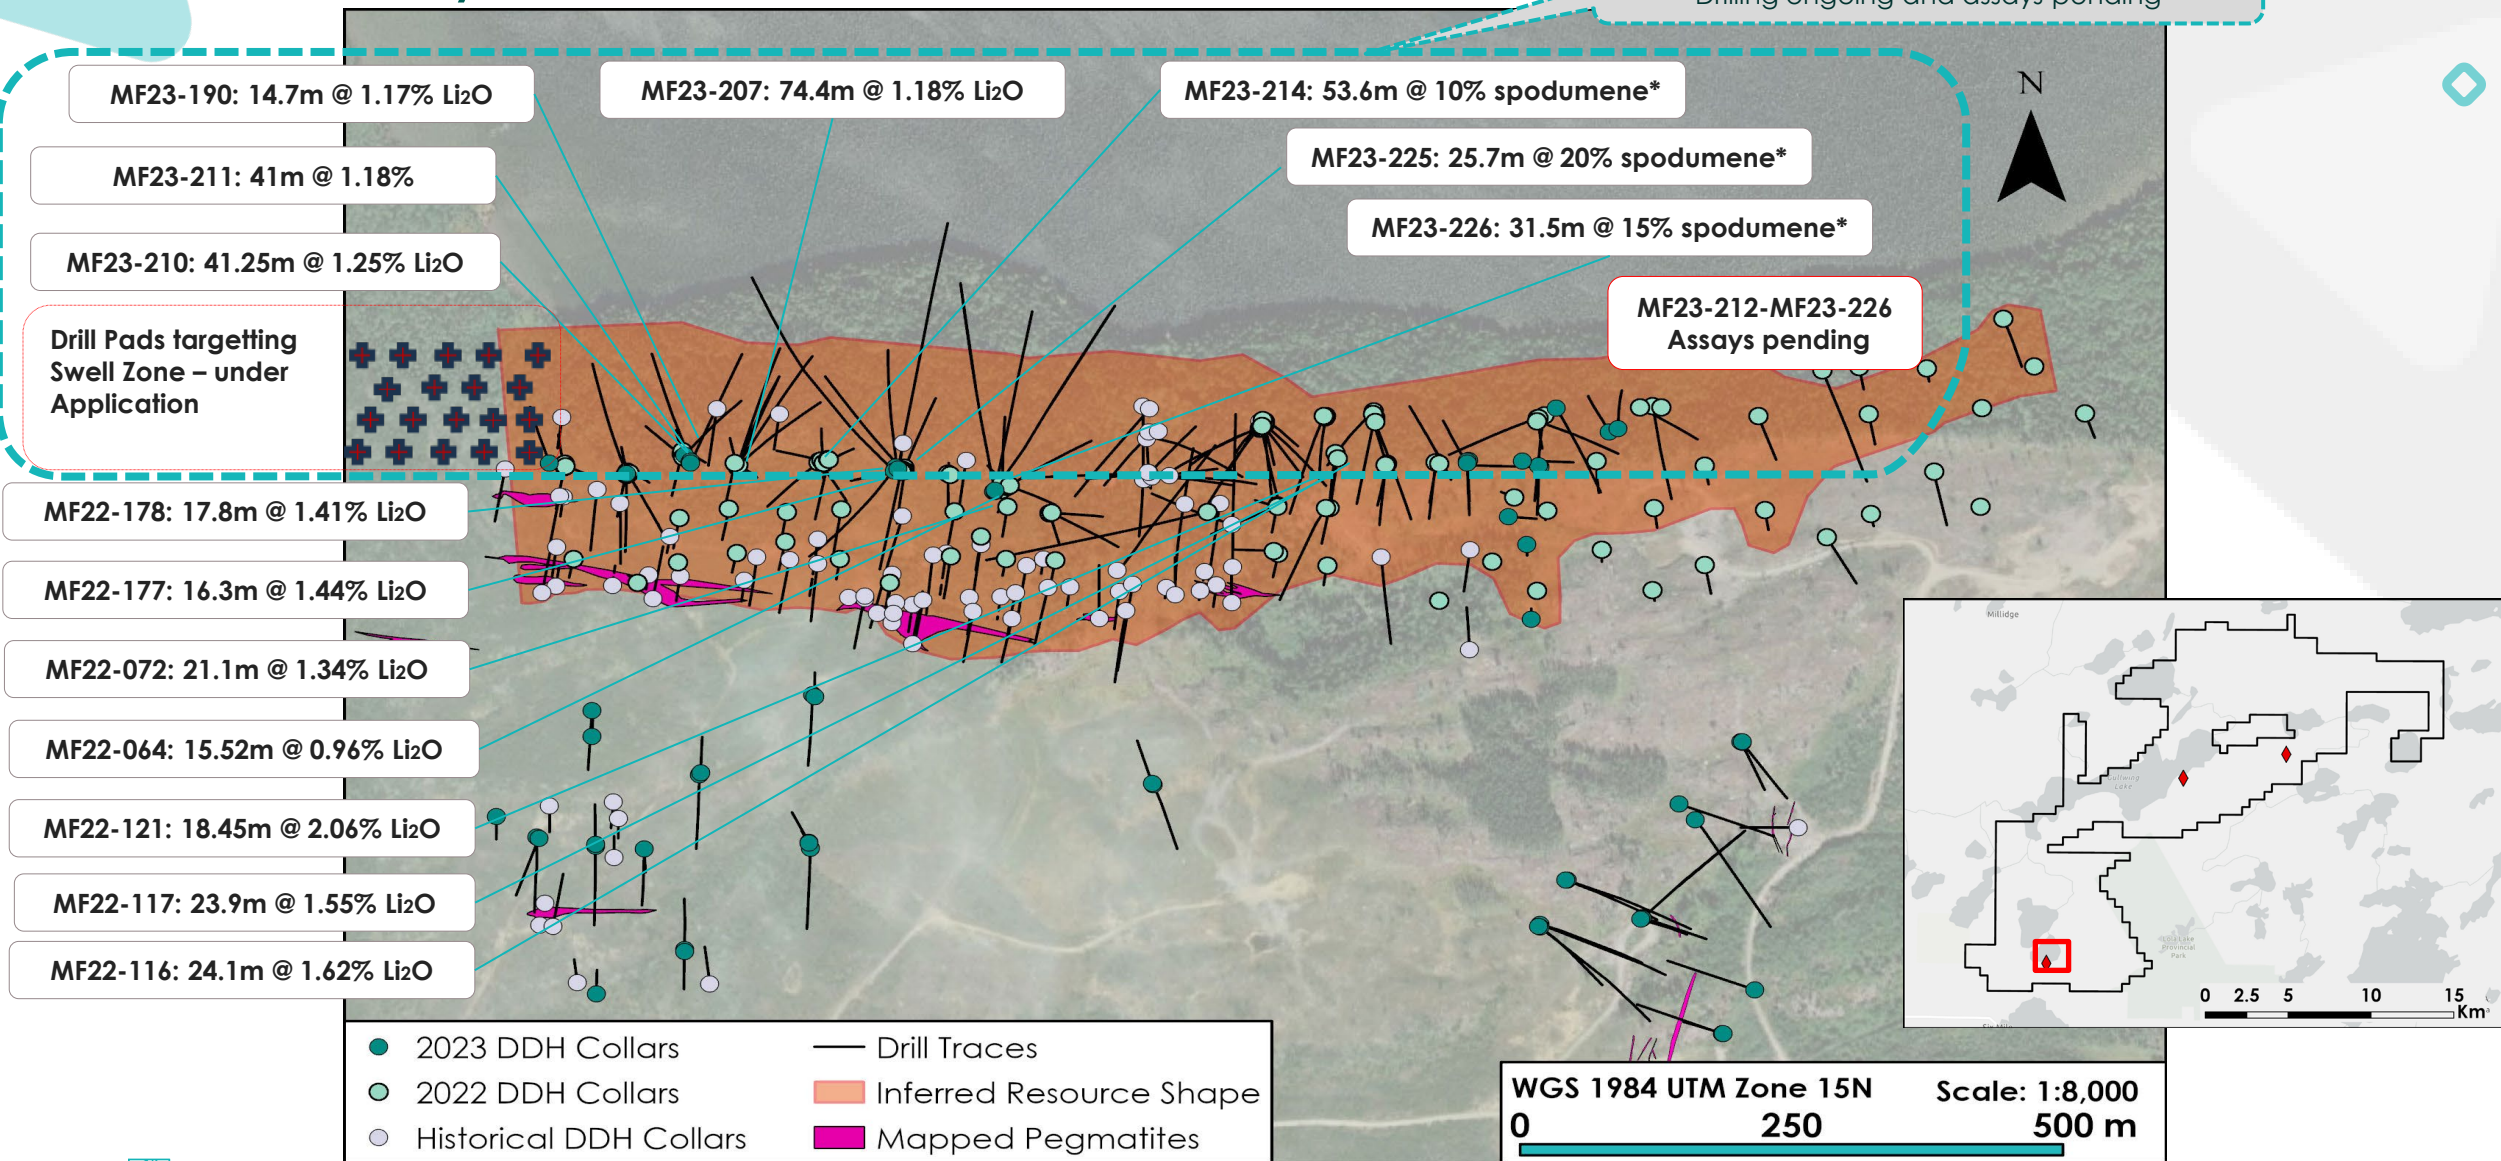 Drilling ongoing and assays pending
MF23-190: 14.7m @ 1.17% Li2O
MF23-207: 74.4m @ 1.18% Li2O
MF23-214: 53.6m @ 10% spodumene*
N
MF23-211: 41m @ 1.18%
MF23-225: 25.7m @ 20% spodumene*
MF23-226: 31.5m @ 15% spodumene*
MF23-210: 41.25m @ 1.25% Li2O
MF23-212-MF23-226
Assays pending
Drill Pads targetting
Swell Zone – under
Application
MF22-178: 17.8m @ 1.41% Li2O
MF22-177: 16.3m @ 1.44% Li2O
MF22-072: 21.1m @ 1.34% Li2O
MF22-064: 15.52m @ 0.96% Li2O
MF22-121: 18.45m @ 2.06% Li2O
MF22-117: 23.9m @ 1.55% Li2O
MF22-116: 24.1m @ 1.62% Li2O
Millidge
Gullwing
Lake
Lola Lake
Provincial
Park
0 2.5 5 10 15
Km
2023 DDH Collars
2022 DDH Collars
Historical DDH Collars
Drill Traces
Inferred Resource Shape
Mapped Pegmatites
WGS 1984 UTM Zone 15N
Scale: 1:8,000
0 250 500 m